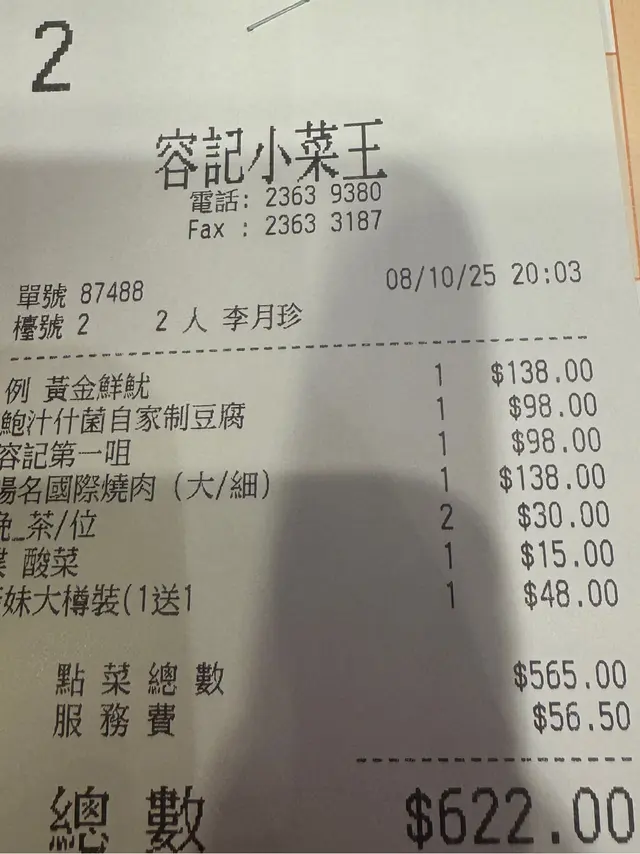 2
容記小菜王
電話: 2363 9380
Fax : 2363 3187
單號 87488 08/10/25 20:03
檯號 2 2 人 李月珍
例 黃金鮮魷 1 $138.00
鮑汁什菌自家制豆腐 1 $98.00
容記第一咀 1 $98.00
揚名國際燒肉 (大/細) 1 $138.00
晚_茶/位 2 $30.00
酸菜 1 $15.00
妹大樽裝(1送1 1 $48.00
點菜總數 $565.00
服務費 $56.50
總數 $622.00